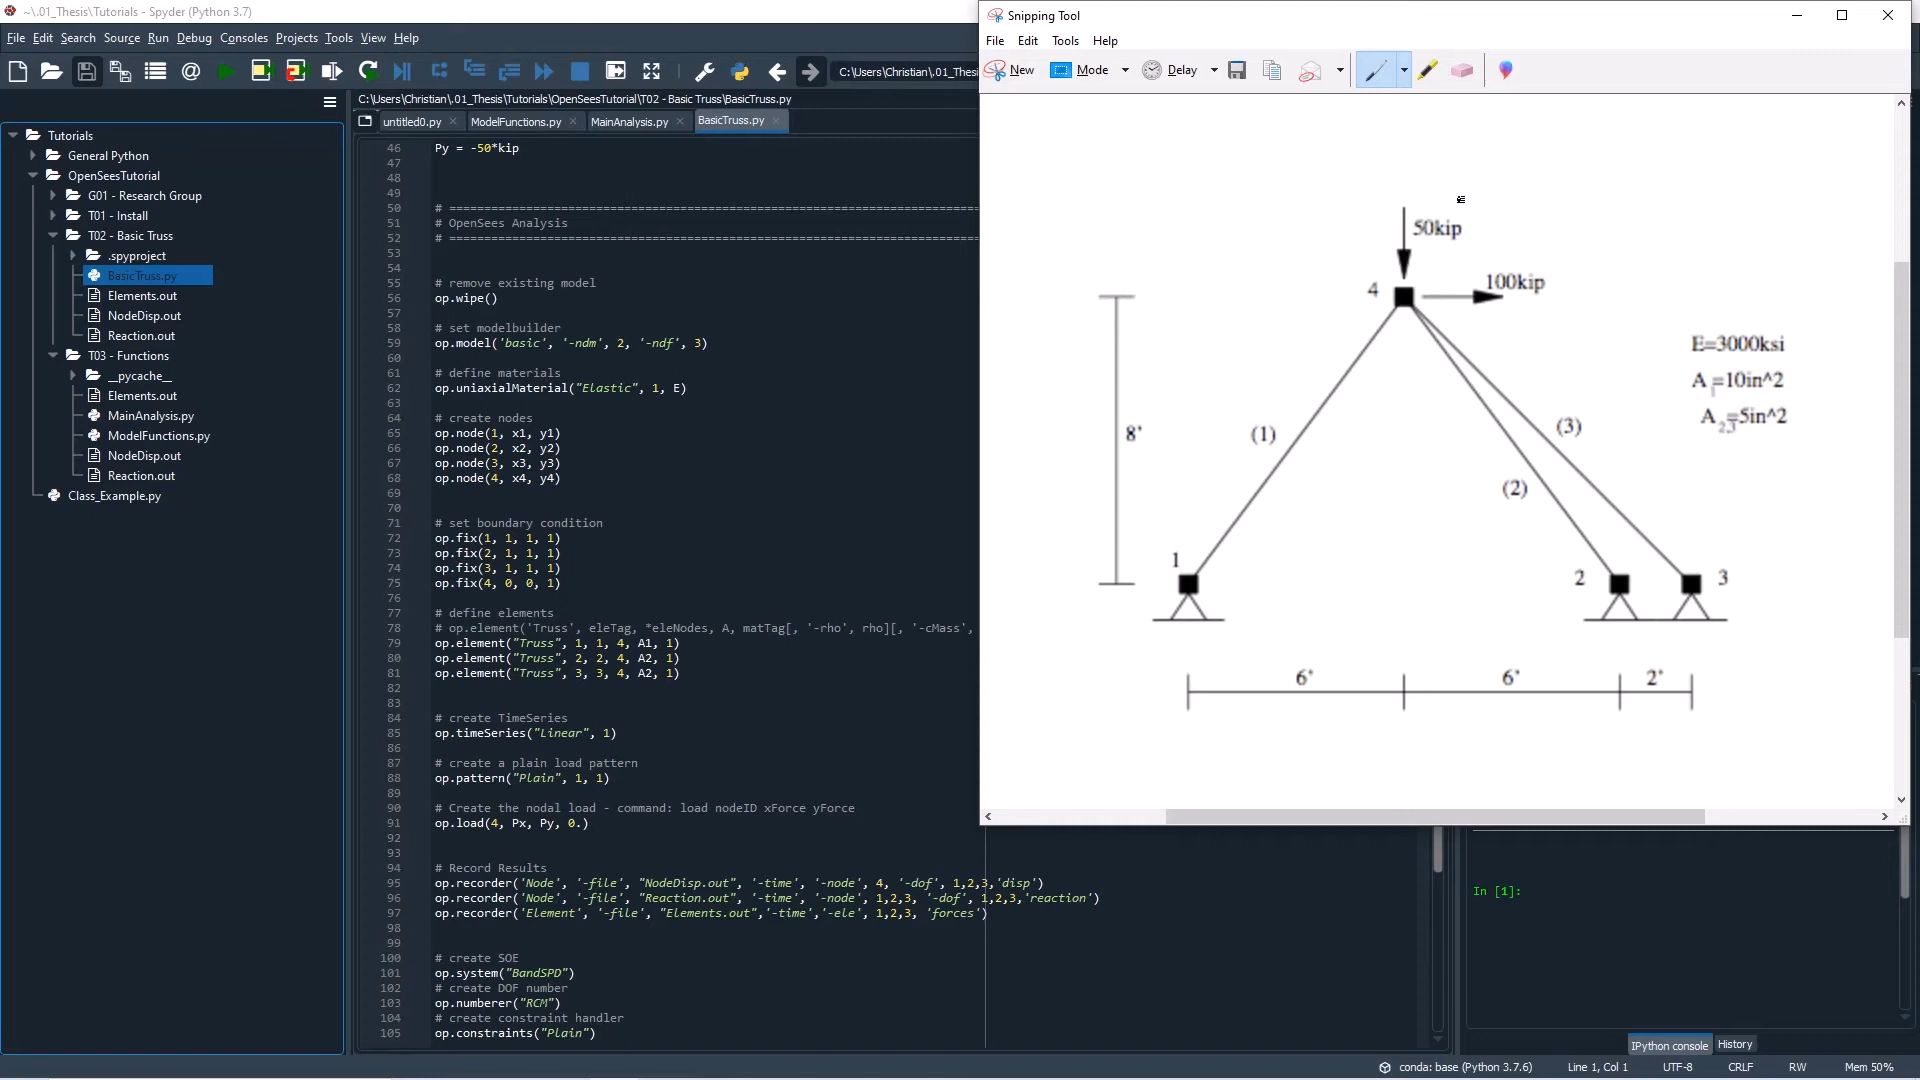 ~\.01_Thesis\Tutorials - Spyder (Python 3.7)
File Edit Search Source Run Debug Consoles Projects Tools View Help
C:\Users\Christian\.01_Thesi
C:\Users\Christian\.01_Thesis\Tutorials\OpenSeesTutorial\T02 - Basic Truss\BasicTruss.py
untitled0.py ModelFunctions.py MainAnalysis.py BasicTruss.py
Tutorials
General Python
OpenSeesTutorial
G01 - Research Group
T01 - Install
T02 - Basic Truss
.spyproject
BasicTruss.py
Elements.out
NodeDisp.out
Reaction.out
T03 - Functions
__pycache__
Elements.out
MainAnalysis.py
ModelFunctions.py
NodeDisp.out
Reaction.out
Class_Example.py
46 Py = -50*kip
47
48
49
50 # ===========================================================================
51 # OpenSees Analysis
52 # ===========================================================================
53
54
55 # remove existing model
56 op.wipe()
57
58 # set modelbuilder
59 op.model('basic', '-ndm', 2, '-ndf', 3)
60
61 # define materials
62 op.uniaxialMaterial("Elastic", 1, E)
63
64 # create nodes
65 op.node(1, x1, y1)
66 op.node(2, x2, y2)
67 op.node(3, x3, y3)
68 op.node(4, x4, y4)
69
70
71 # set boundary condition
72 op.fix(1, 1, 1, 1)
73 op.fix(2, 1, 1, 1)
74 op.fix(3, 1, 1, 1)
75 op.fix(4, 0, 0, 1)
76
77 # define elements
78 # op.element('Truss', eleTag, *eleNodes, A, matTag[, '-rho', rho][, '-cMass',
79 op.element("Truss", 1, 1, 4, A1, 1)
80 op.element("Truss", 2, 2, 4, A2, 1)
81 op.element("Truss", 3, 3, 4, A2, 1)
82
83
84 # create TimeSeries
85 op.timeSeries("Linear", 1)
86
87 # create a plain load pattern
88 op.pattern("Plain", 1, 1)
89
90 # Create the nodal load - command: load nodeID xForce yForce
91 op.load(4, Px, Py, 0.)
92
93
94 # Record Results
95 op.recorder('Node', '-file', "NodeDisp.out", '-time', '-node', 4, '-dof', 1,2,3,'disp')
96 op.recorder('Node', '-file', "Reaction.out", '-time', '-node', 1,2,3, '-dof', 1,2,3,'reaction')
97 op.recorder('Element', '-file', "Elements.out",'-time','-ele', 1,2,3, 'forces')
98
99
100 # create SOE
101 op.system("BandSPD")
102 # create DOF number
103 op.numberer("RCM")
104 # create constraint handler
105 op.constraints("Plain")
Snipping Tool
File Edit Tools Help
New Mode Delay
50kip
4 100kip
E=3000ksi
A 1=10in^2
A 2,3=5in^2
8'
(1) (3)
(2)
1 2 3
6' 6' 2'
In [1]:
IPython console History
conda: base (Python 3.7.6) Line 1, Col 1 UTF-8 CRLF RW Mem 50%